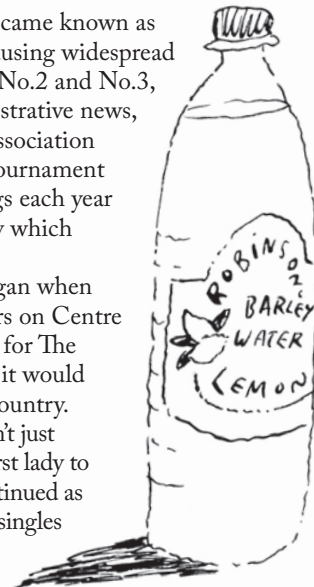 came known as
using widespread
No.2 and No.3,
strative news,
ssociation
ournament
gs each year
y which
gan when
rs on Centre
for The
it would
ountry.
n't just
rst lady to
tinued as
singles
ROBINSON'S
BARLEY
WATER
LEMON